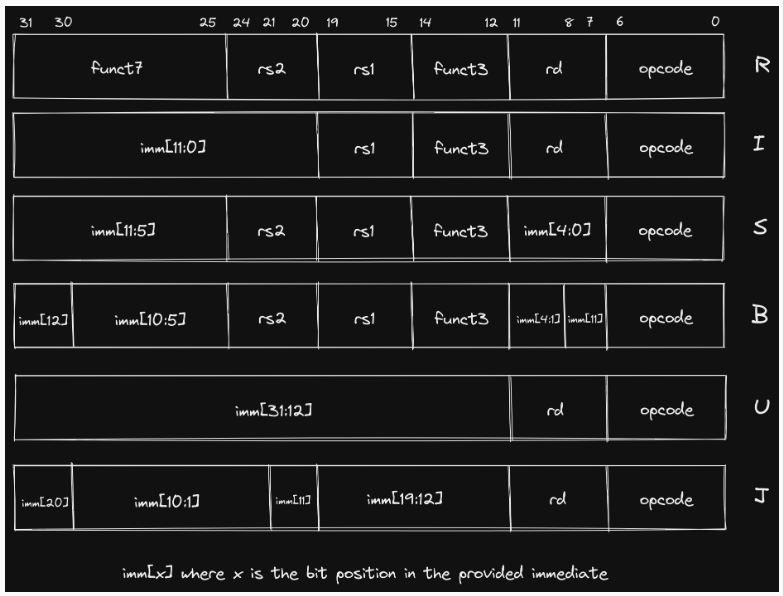 31 30 25 24 21 20 19 15 14 12 11 8 7 6 0
funct7 rs2 rs1 funct3 rd opcode R
imm[11:0] rs1 funct3 rd opcode I
imm[11:5] rs2 rs1 funct3 imm[4:0] opcode S
imm[12] imm[10:5] rs2 rs1 funct3 imm[4:1] imm[11] opcode B
imm[31:12] rd opcode U
imm[20] imm[10:1] imm[11] imm[19:12] rd opcode J
imm[x] where x is the bit position in the provided immediate